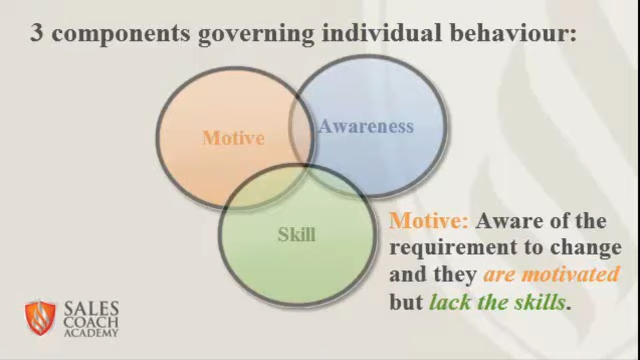 3 components governing individual behaviour:
Motive
Awareness
Skill
Motive: Aware of the
requirement to change
and they are motivated
but lack the skills.
SALES
COACH
ACADEMY